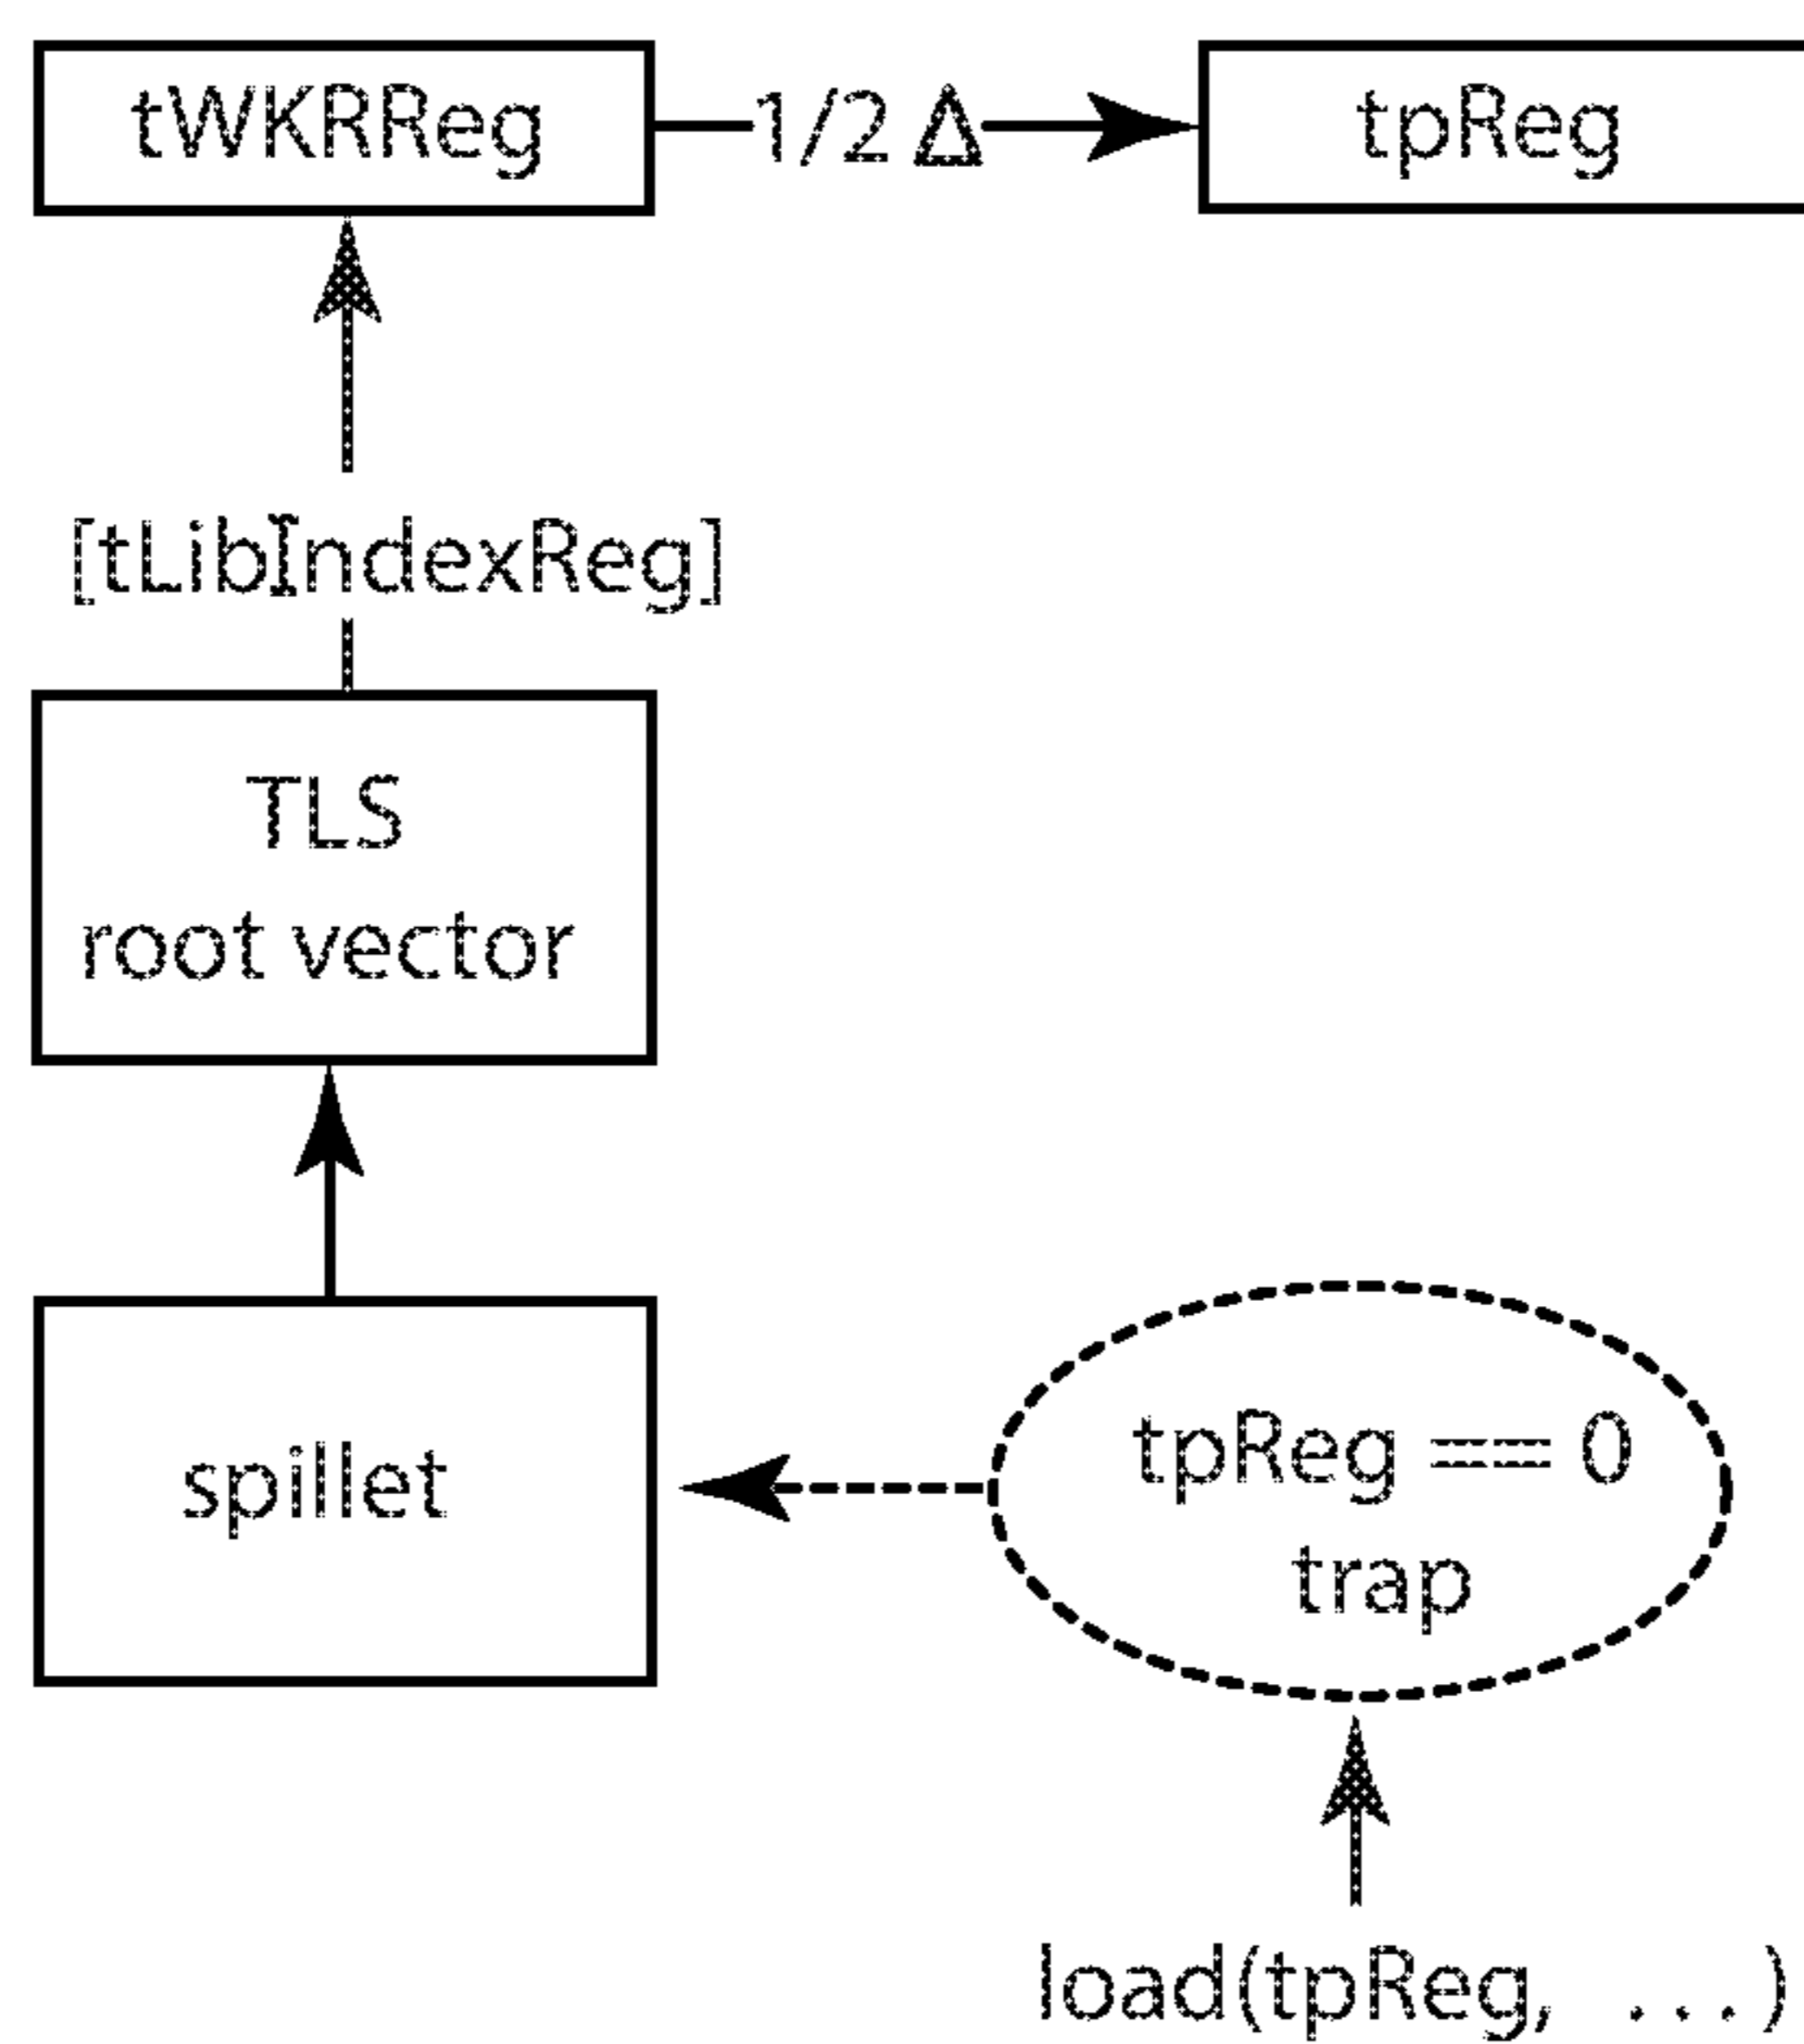 tWKRReg
1/2 Δ
tpReg
[tLibIndexReg]
TLS
root vector
spillet
tpReg == 0
trap
load(tpReg, ...)